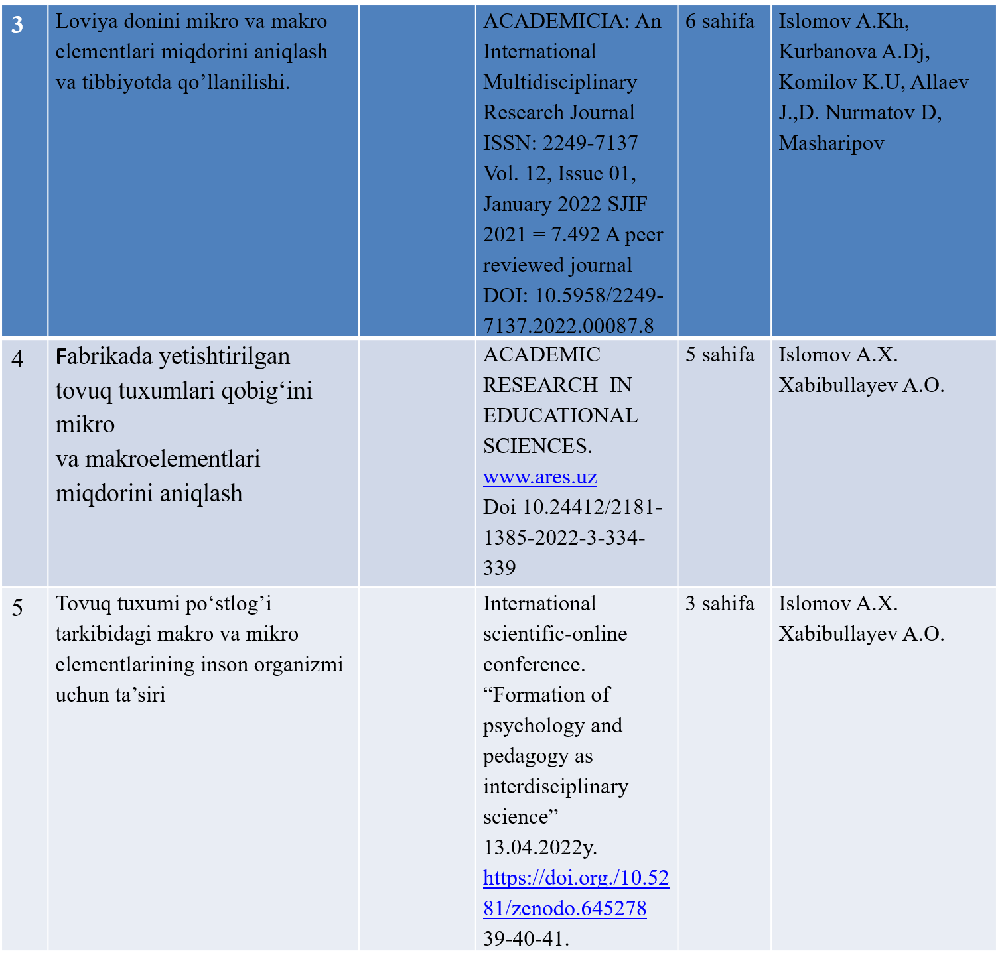 3
Loviya donini mikro va makro
elementlari miqdorini aniqlash
va tibbiyotda qo’llanilishi.
ACADEMICIA: An
International
Multidisciplinary
Research Journal
ISSN: 2249-7137
Vol. 12, Issue 01,
January 2022 SJIF
2021 = 7.492 A peer
reviewed journal
DOI: 10.5958/2249-
7137.2022.00087.8
6 sahifa
Islomov A.Kh,
Kurbanova A.Dj,
Komilov K.U, Allaev
J.,D. Nurmatov D,
Masharipov
4
Fabrikada yetishtirilgan
tovuq tuxumlari qobig‘ini
mikro
va makroelementlari
miqdorini aniqlash
ACADEMIC
RESEARCH IN
EDUCATIONAL
SCIENCES.
www.ares.uz
Doi 10.24412/2181-
1385-2022-3-334-
339
5 sahifa
Islomov A.X.
Xabibullayev A.O.
5
Tovuq tuxumi po‘stlog’i
tarkibidagi makro va mikro
elementlarining inson organizmi
uchun ta’siri
International
scientific-online
conference.
“Formation of
psychology and
pedagogy as
interdisciplinary
science”
13.04.2022y.
https://doi.org./10.52
81/zenodo.645278
39-40-41.
3 sahifa
Islomov A.X.
Xabibullayev A.O.